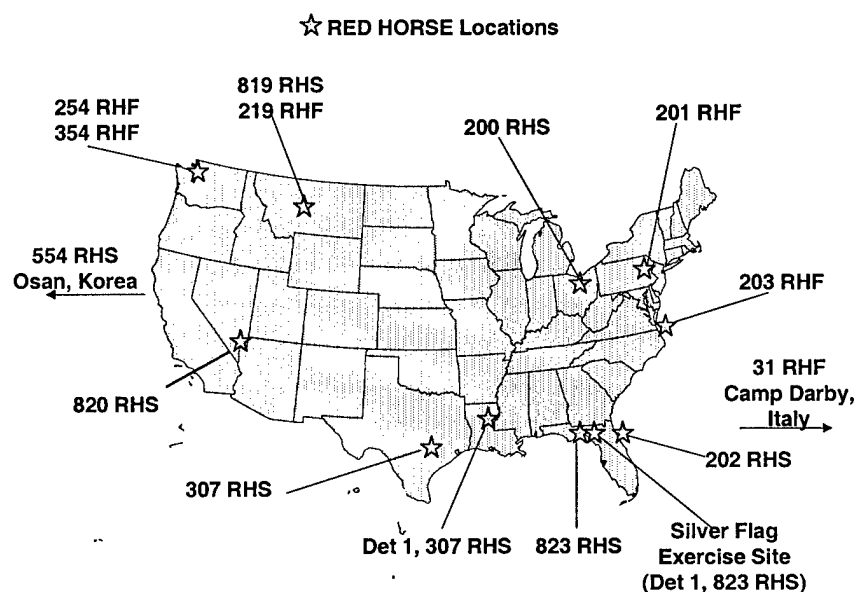 RED HORSE Locations
819 RHS
219 RHF
254 RHF
354 RHF
200 RHS
201 RHF
554 RHS
Osan, Korea
203 RHF
31 RHF
Camp Darby,
Italy
820 RHS
202 RHS
307 RHS
Det 1, 307 RHS
823 RHS
Silver Flag
Exercise Site
(Det 1, 823 RHS)